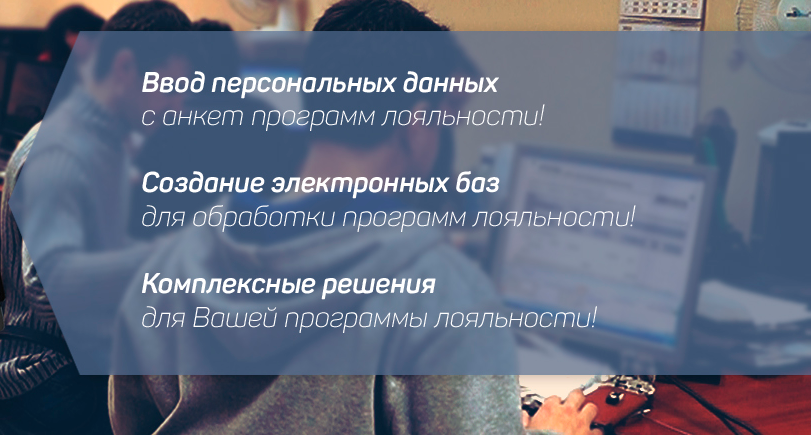 Ввод персональных данных
с анкет программ лояльности!
Создание электронных баз
для обработки программ лояльности!
Комплексные решения
для Вашей программы лояльности!